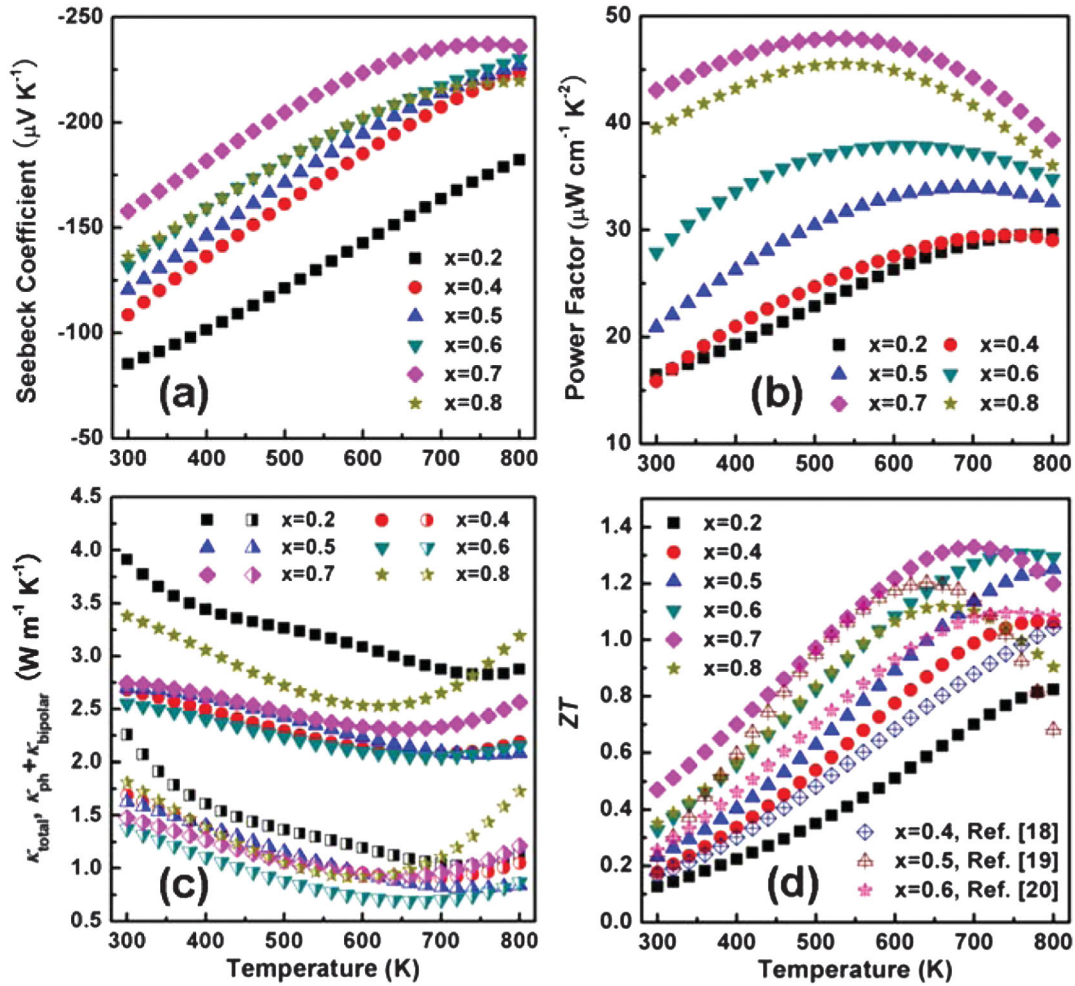 -250
-200
-150
-100
-50
Seebeck Coefficient (μV K⁻¹)
x=0.2
x=0.4
x=0.5
x=0.6
x=0.7
x=0.8
(a)
300 400 500 600 700 800
50
40
30
20
10
Power Factor (μW cm⁻¹ K⁻²)
x=0.2 x=0.4
x=0.5 x=0.6
x=0.7 x=0.8
(b)
300 400 500 600 700 800
4.5
4.0
3.5
3.0
2.5
2.0
1.5
1.0
0.5
κtotal, κph + κbipolar (W m⁻¹ K⁻¹)
x=0.2 x=0.4
x=0.5 x=0.6
x=0.7 x=0.8
(c)
300 400 500 600 700 800
Temperature (K)
1.4
1.2
1.0
0.8
0.6
0.4
0.2
0.0
ZT
x=0.2
x=0.4
x=0.5
x=0.6
x=0.7
x=0.8
x=0.4, Ref. [18]
x=0.5, Ref. [19]
x=0.6, Ref. [20]
(d)
300 400 500 600 700 800
Temperature (K)